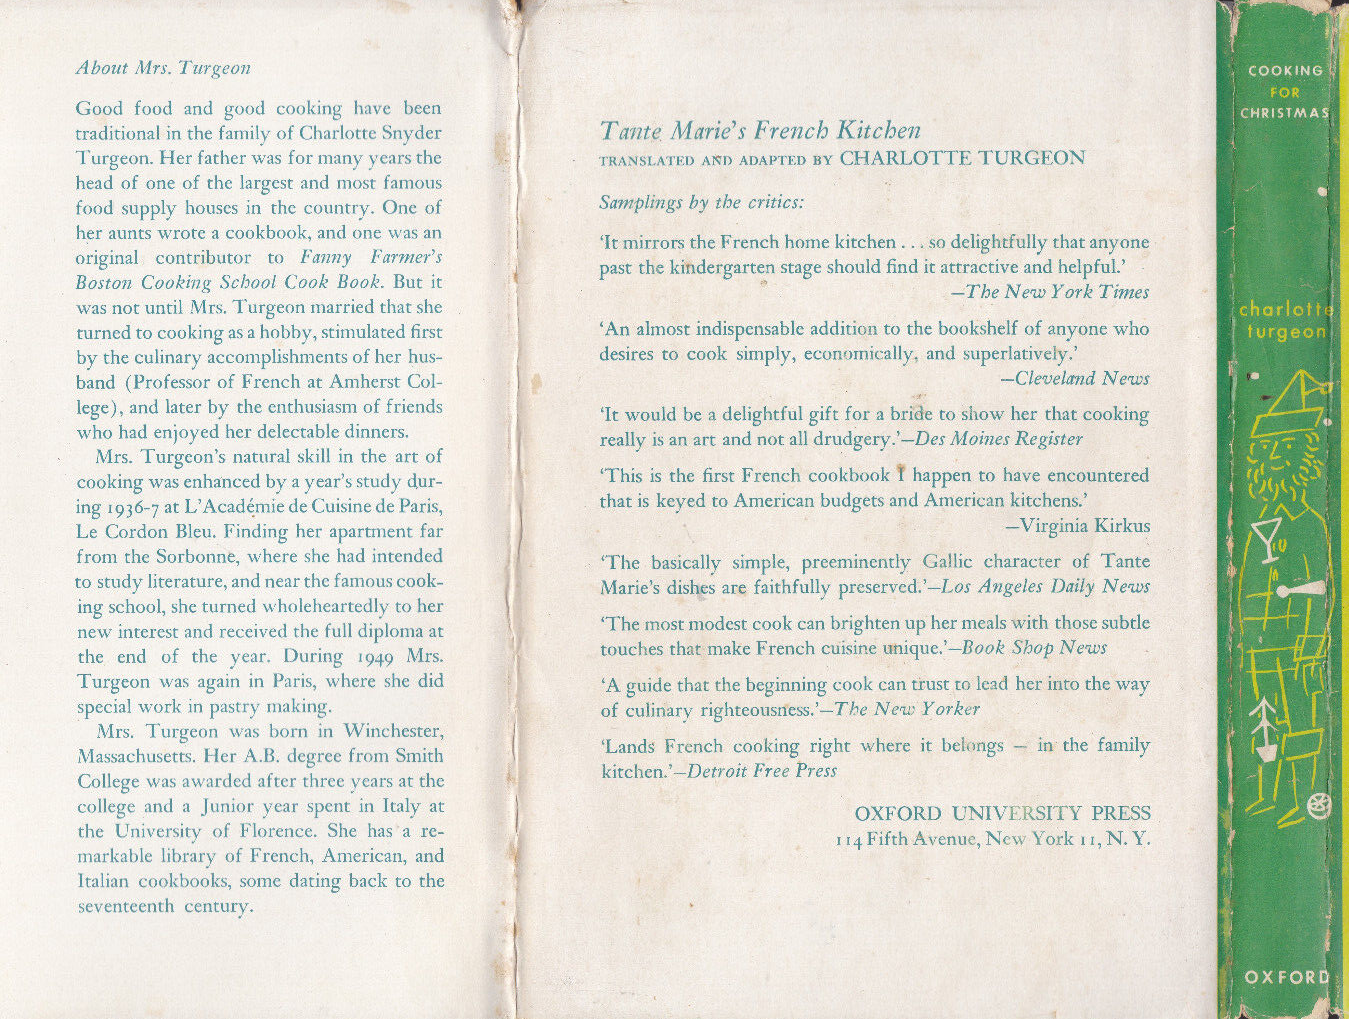 About Mrs. Turgeon
Good food and good cooking have been
traditional in the family of Charlotte Snyder
Turgeon. Her father was for many years the
head of one of the largest and most famous
food supply houses in the country. One of
her aunts wrote a cookbook, and one was an
original contributor to Fanny Farmer's
Boston Cooking School Cook Book. But it
was not until Mrs. Turgeon married that she
turned to cooking as a hobby, stimulated first
by the culinary accomplishments of her hus-
band (Professor of French at Amherst Col-
lege), and later by the enthusiasm of friends
who had enjoyed her delectable dinners.
Mrs. Turgeon's natural skill in the art of
cooking was enhanced by a year's study dur-
ing 1936-7 at L'Académie de Cuisine de Paris,
Le Cordon Bleu. Finding her apartment far
from the Sorbonne, where she had intended
to study literature, and near the famous cook-
ing school, she turned wholeheartedly to her
new interest and received the full diploma at
the end of the year. During 1949 Mrs.
Turgeon was again in Paris, where she did
special work in pastry making.
Mrs. Turgeon was born in Winchester,
Massachusetts. Her A.B. degree from Smith
College was awarded after three years at the
college and a Junior year spent in Italy at
the University of Florence. She has a re-
markable library of French, American, and
Italian cookbooks, some dating back to the
seventeenth century.
Tante Marie's French Kitchen
TRANSLATED AND ADAPTED BY CHARLOTTE TURGEON
Samplings by the critics:
'It mirrors the French home kitchen . . . so delightfully that anyone
past the kindergarten stage should find it attractive and helpful.'
—The New York Times
'An almost indispensable addition to the bookshelf of anyone who
desires to cook simply, economically, and superlatively.'
—Cleveland News
'It would be a delightful gift for a bride to show her that cooking
really is an art and not all drudgery.'—Des Moines Register
'This is the first French cookbook I happen to have encountered
that is keyed to American budgets and American kitchens.'
—Virginia Kirkus
'The basically simple, preeminently Gallic character of Tante
Marie's dishes are faithfully preserved.'—Los Angeles Daily News
'The most modest cook can brighten up her meals with those subtle
touches that make French cuisine unique.'—Book Shop News
'A guide that the beginning cook can trust to lead her into the way
of culinary righteousness.'—The New Yorker
'Lands French cooking right where it belongs — in the family
kitchen.'—Detroit Free Press
OXFORD UNIVERSITY PRESS
114 Fifth Avenue, New York 11, N. Y.
COOKING
FOR
CHRISTMAS
charlotte
turgeon
OXFORD